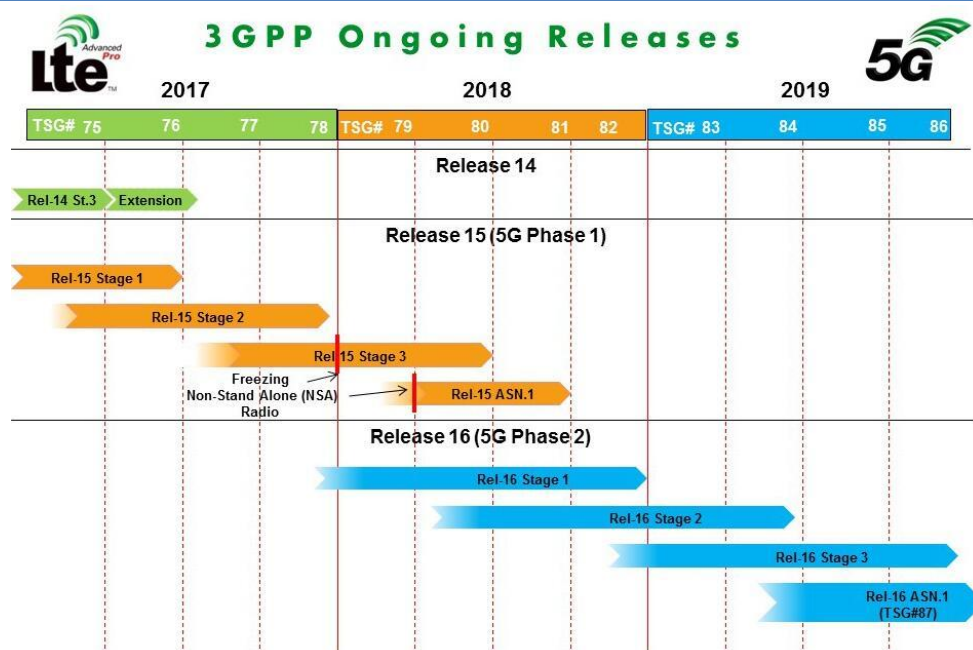 LTE
Advanced
Pro
TM
3GPP Ongoing Releases
5G
2017
2018
2019
TSG# 75 76 77 78 TSG# 79 80 81 82 TSG# 83 84 85 86
Release 14
Rel-14 St.3 Extension
Release 15 (5G Phase 1)
Rel-15 Stage 1
Rel-15 Stage 2
Rel-15 Stage 3
Freezing
Non-Stand Alone (NSA)
Radio
Rel-15 ASN.1
Release 16 (5G Phase 2)
Rel-16 Stage 1
Rel-16 Stage 2
Rel-16 Stage 3
Rel-16 ASN.1
(TSG#87)